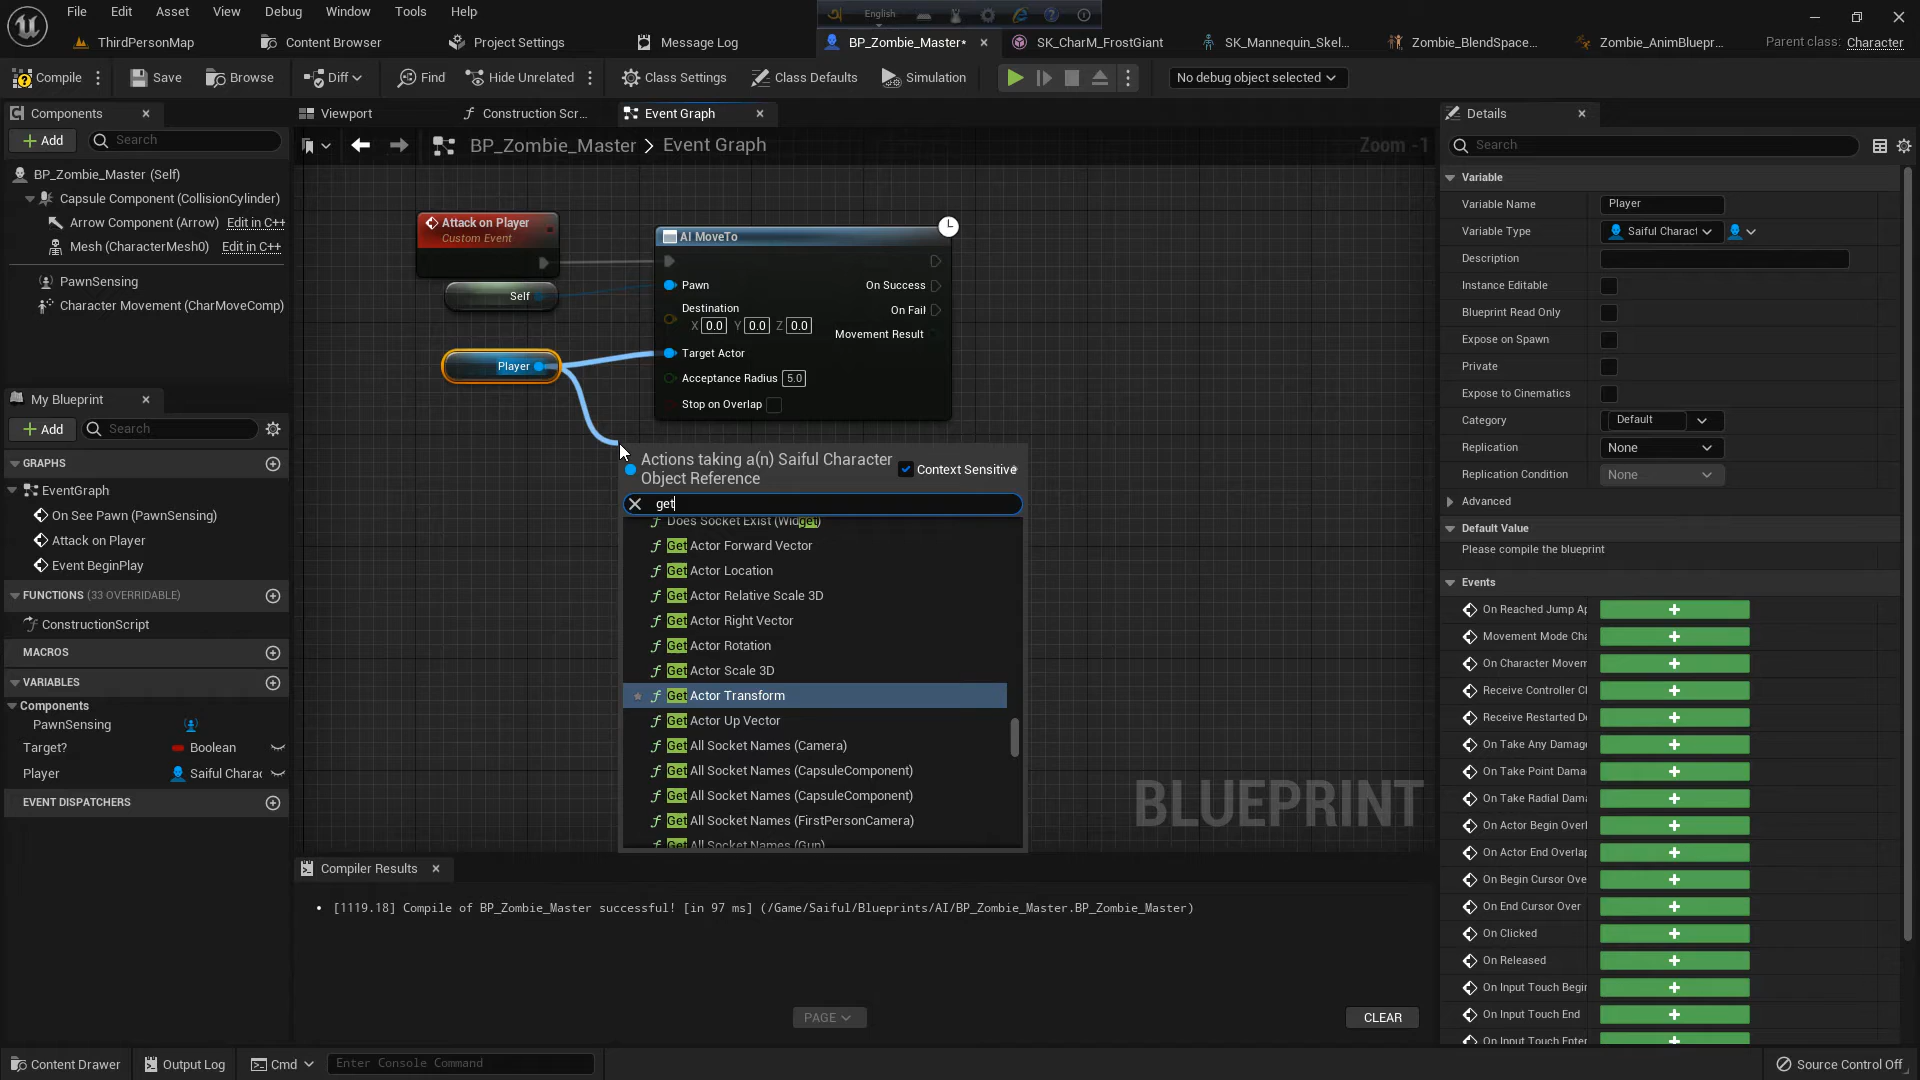 File Edit Asset View Debug Window Tools Help
English
ThirdPersonMap Content Browser Project Settings Message Log BP_Zombie_Master* SK_CharM_FrostGiant SK_Mannequin_Skel... Zombie_BlendSpace... Zombie_AnimBluepr... Parent class: Character
Compile Save Browse Diff Find Hide Unrelated Class Settings Class Defaults Simulation No debug object selected
Components
Add Search
BP_Zombie_Master (Self)
Capsule Component (CollisionCylinder)
Arrow Component (Arrow) Edit in C++
Mesh (CharacterMesh0) Edit in C++
PawnSensing
Character Movement (CharMoveComp)
My Blueprint
Add Search
GRAPHS
EventGraph
On See Pawn (PawnSensing)
Attack on Player
Event BeginPlay
FUNCTIONS (33 OVERRIDABLE)
ConstructionScript
MACROS
VARIABLES
Components
PawnSensing
Target? Boolean
Player Saiful Charac
EVENT DISPATCHERS
Viewport Construction Scr... Event Graph
BP_Zombie_Master > Event Graph Zoom -1
Attack on Player
Custom Event
Self
Player
AI MoveTo
Pawn On Success
Destination
X 0.0 Y 0.0 Z 0.0
On Fail
Movement Result
Target Actor
Acceptance Radius 5.0
Stop on Overlap
Actions taking a(n) Saiful Character
Object Reference
Context Sensitive
get
Does Socket Exist (Widget)
Get Actor Forward Vector
Get Actor Location
Get Actor Relative Scale 3D
Get Actor Right Vector
Get Actor Rotation
Get Actor Scale 3D
Get Actor Transform
Get Actor Up Vector
Get All Socket Names (Camera)
Get All Socket Names (CapsuleComponent)
Get All Socket Names (CapsuleComponent)
Get All Socket Names (FirstPersonCamera)
Get All Socket Names (Gun)
BLUEPRINT
Compiler Results
[1119.18] Compile of BP_Zombie_Master successful! [in 97 ms] (/Game/Saiful/Blueprints/AI/BP_Zombie_Master.BP_Zombie_Master)
PAGE CLEAR
Details
Search
Variable
Variable Name Player
Variable Type Saiful Charact
Description
Instance Editable
Blueprint Read Only
Expose on Spawn
Private
Expose to Cinematics
Category Default
Replication None
Replication Condition None
Advanced
Default Value
Please compile the blueprint
Events
On Reached Jump Ap
Movement Mode Cha
On Character Movem
Receive Controller Cl
Receive Restarted De
On Take Any Damage
On Take Point Dama
On Take Radial Dam
On Actor Begin Overl
On Actor End Overlap
On Begin Cursor Ove
On End Cursor Over
On Clicked
On Released
On Input Touch Begin
On Input Touch End
On Input Touch Enter
Content Drawer Output Log Cmd Enter Console Command Source Control Off